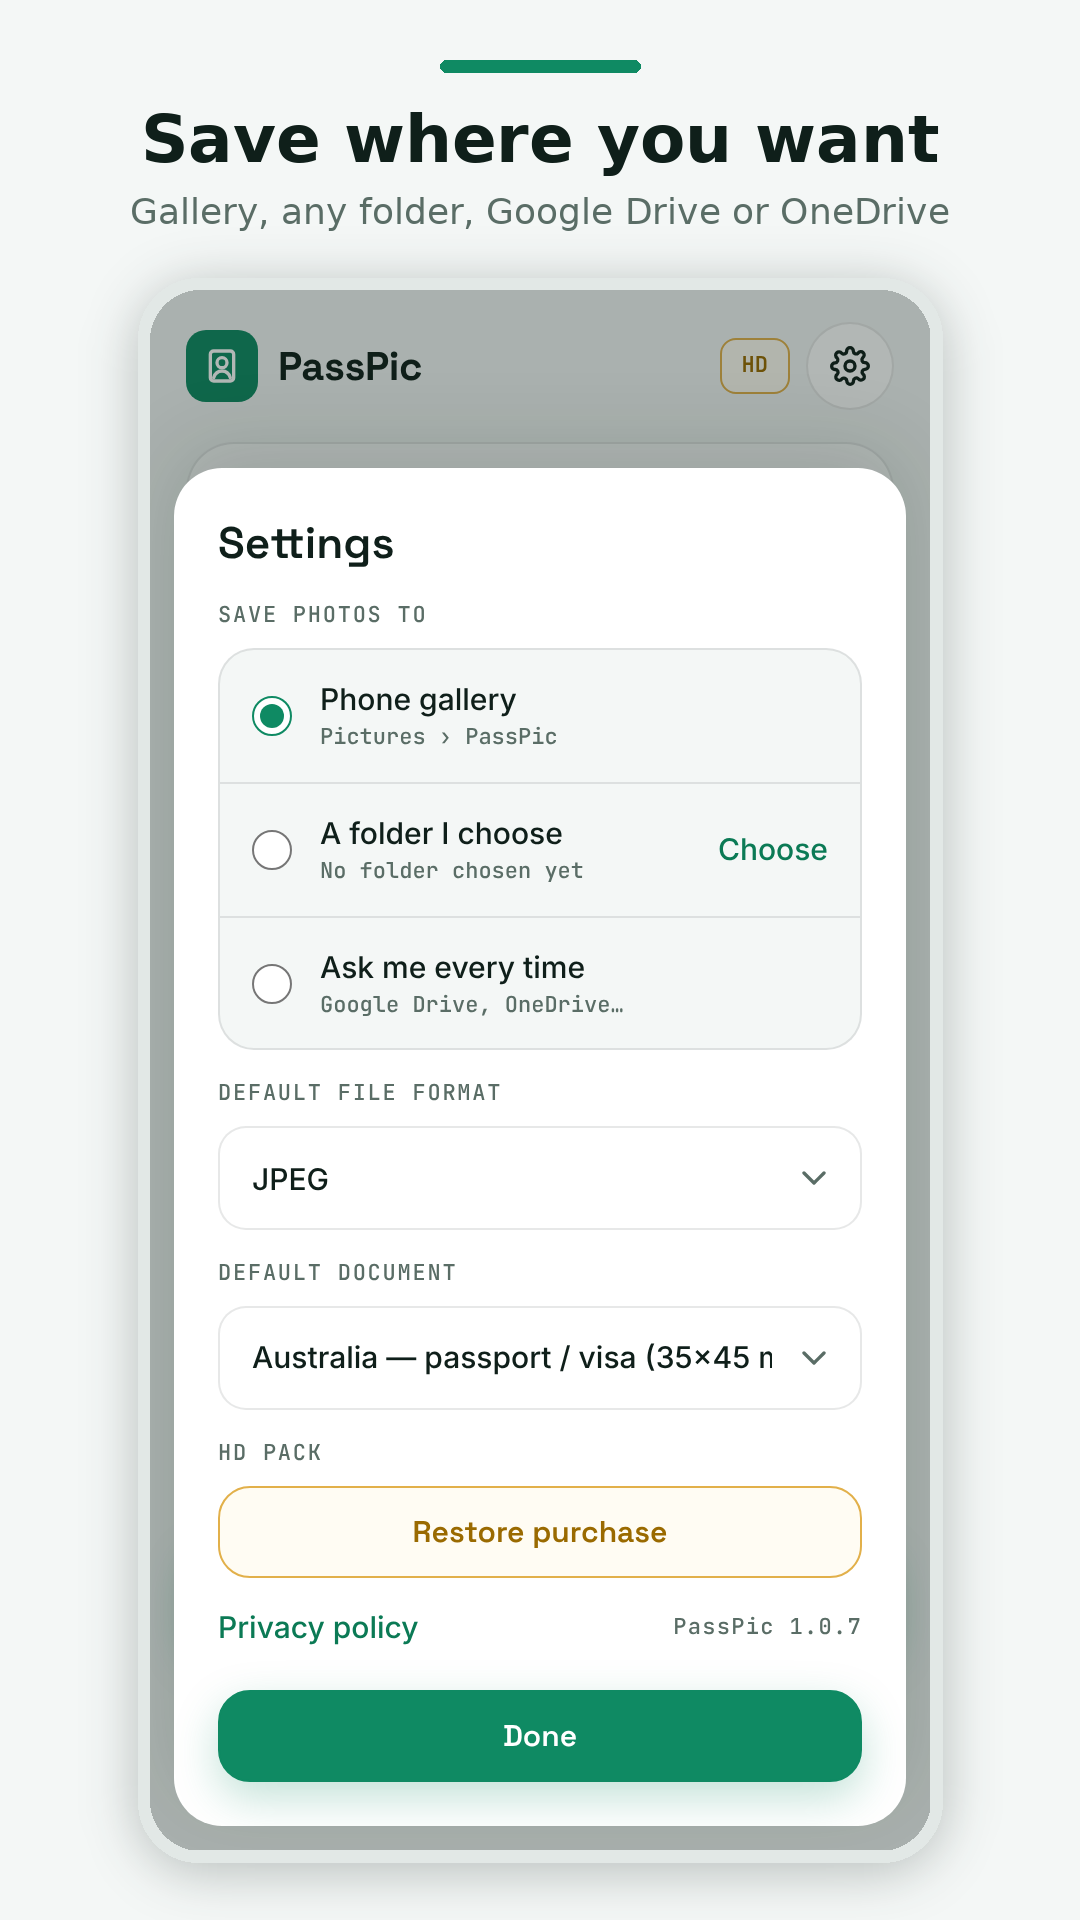 Save where you want
Gallery, any folder, Google Drive or OneDrive
PassPic
HD
Settings
SAVE PHOTOS TO
Phone gallery
Pictures › PassPic
A folder I choose
No folder chosen yet
Choose
Ask me every time
Google Drive, OneDrive…
DEFAULT FILE FORMAT
JPEG
DEFAULT DOCUMENT
Australia — passport / visa (35×45
HD PACK
Restore purchase
Privacy policy
PassPic 1.0.7
Done